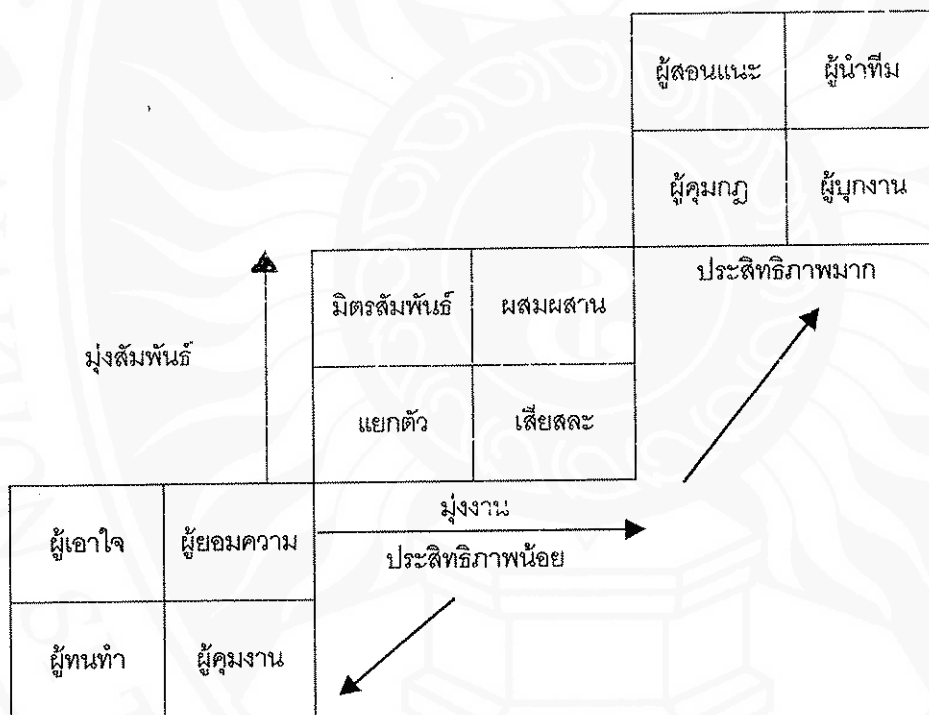 ผู้สอนแนะ ผู้นำทีม
ผู้คุมกฎ ผู้บุกงาน
ประสิทธิภาพมาก
มิตรสัมพันธ์ ผสมผสาน
มุ่งสัมพันธ์
แยกตัว เสียสละ
มุ่งงาน
ผู้เอาใจ ผู้ยอมความ
ประสิทธิภาพน้อย
ผู้ทนทำ ผู้คุมงาน